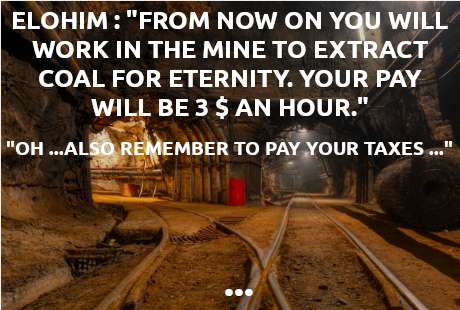 ELOHIM : "FROM NOW ON YOU WILL
WORK IN THE MINE TO EXTRACT
COAL FOR ETERNITY. YOUR PAY
WILL BE 3 $ AN HOUR."
"OH ...ALSO REMEMBER TO PAY YOUR TAXES ..."
...